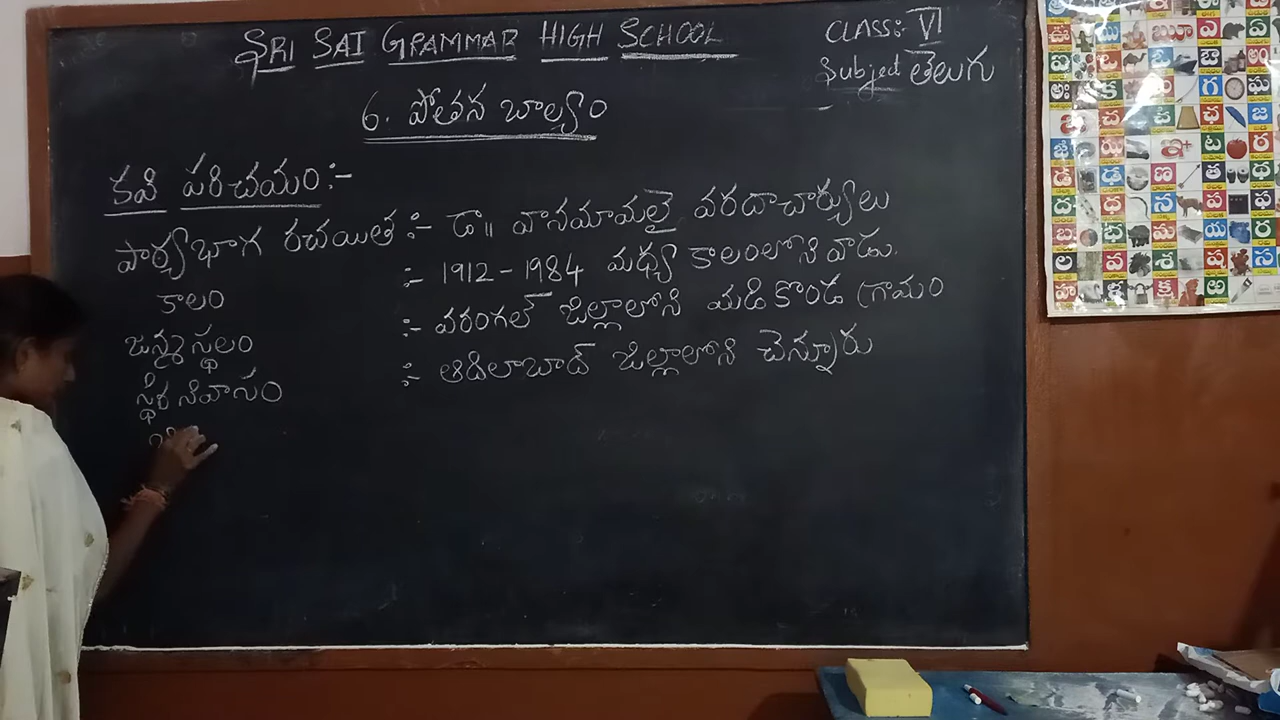 SRI SAI GRAMMAR HIGH SCHOOL
CLASS: VI
Subject తెలుగు
6. పోతన బాల్యం
కవి పరిచయం :-
పాఠ్యభాగ రచయిత :- డా॥ వానమామలై వరదాచార్యులు
కాలం :- 1912 - 1984 మధ్య కాలంలోని వాడు.
జన్మస్థలం :- వరంగల్ జిల్లాలోని మడికొండ గ్రామం
స్థిర నివాసం :- ఆదిలాబాద్ జిల్లాలోని చెన్నూరు